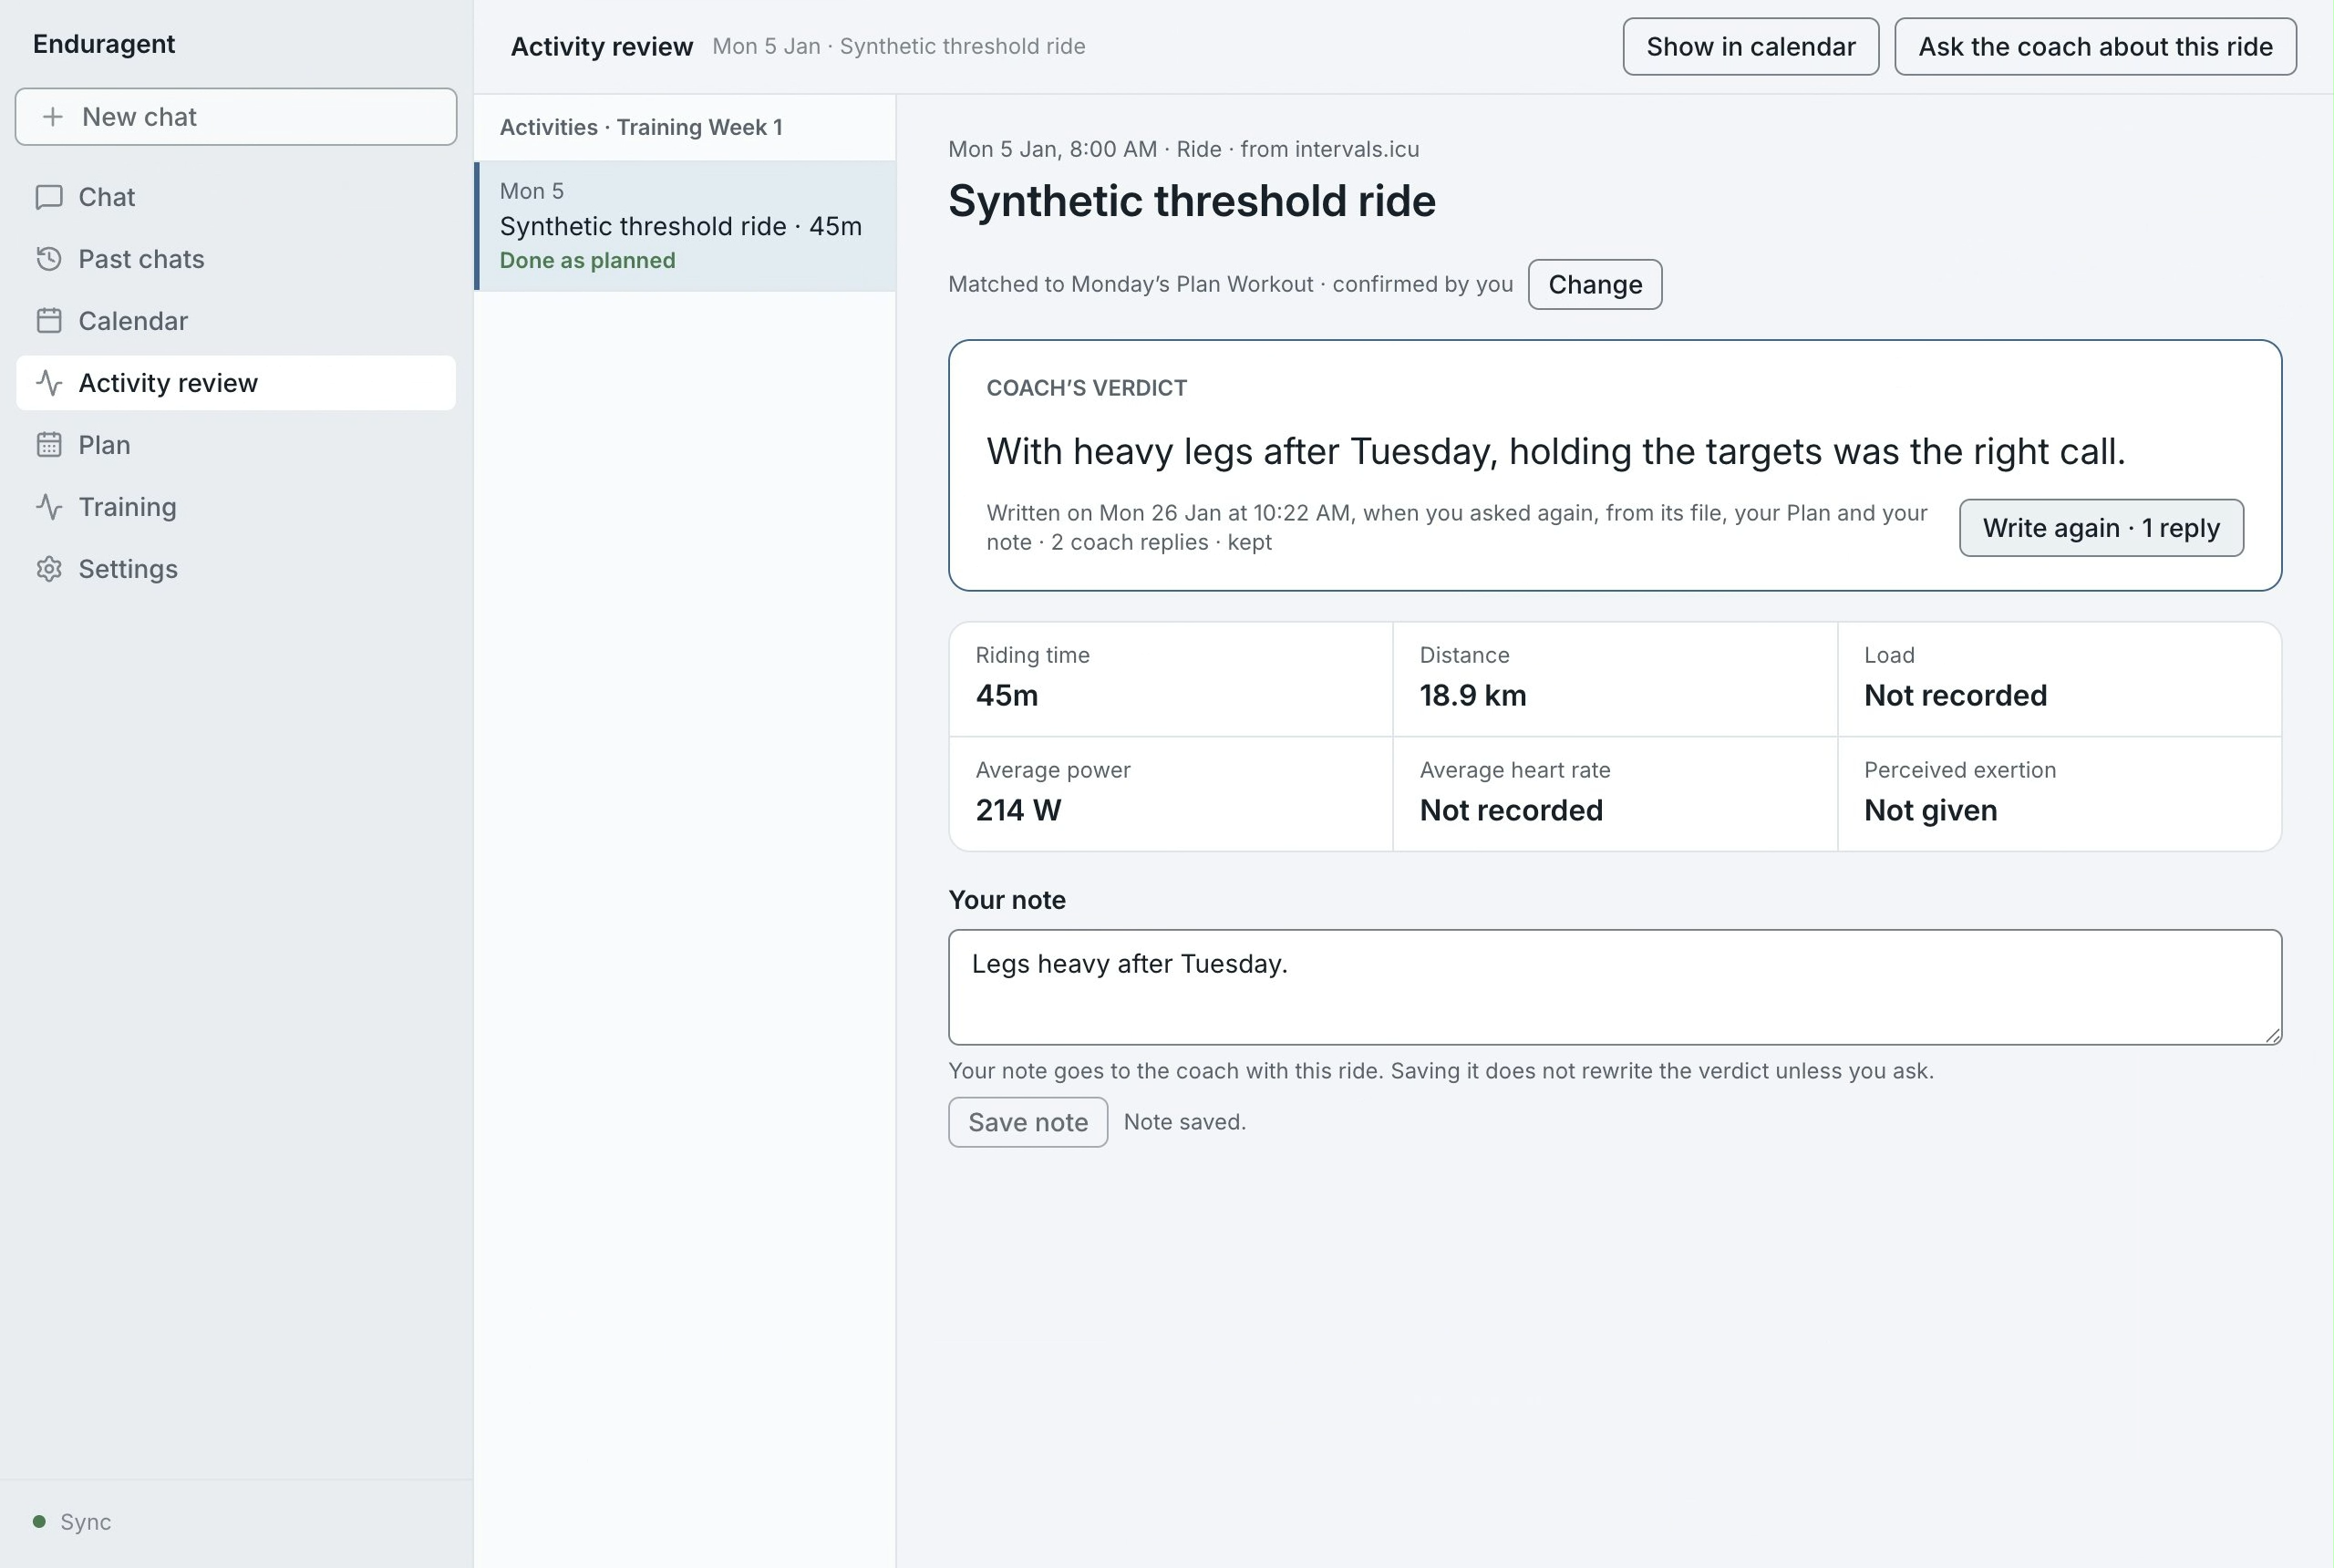 Enduragent
New chat
Chat
Past chats
Calendar
Activity review
Plan
Training
Settings
Sync
Activity review Mon 5 Jan · Synthetic threshold ride
Show in calendar
Ask the coach about this ride
Activities · Training Week 1
Mon 5
Synthetic threshold ride · 45m
Done as planned
Mon 5 Jan, 8:00 AM · Ride · from intervals.icu
Synthetic threshold ride
Matched to Monday’s Plan Workout · confirmed by you
Change
COACH’S VERDICT
With heavy legs after Tuesday, holding the targets was the right call.
Written on Mon 26 Jan at 10:22 AM, when you asked again, from its file, your Plan and your
note · 2 coach replies · kept
Write again · 1 reply
Riding time
45m
Distance
18.9 km
Load
Not recorded
Average power
214 W
Average heart rate
Not recorded
Perceived exertion
Not given
Your note
Legs heavy after Tuesday.
Your note goes to the coach with this ride. Saving it does not rewrite the verdict unless you ask.
Save note
Note saved.